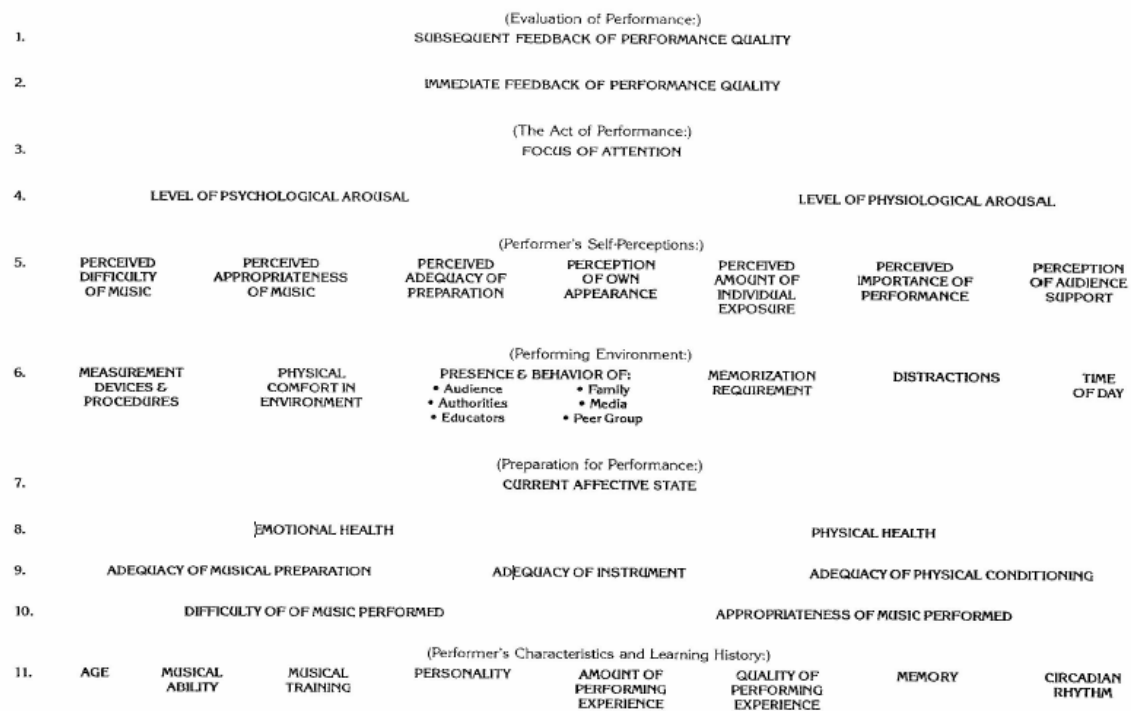 (Evaluation of Performance:)
1. SUBSEQUENT FEEDBACK OF PERFORMANCE QUALITY
2. IMMEDIATE FEEDBACK OF PERFORMANCE QUALITY
(The Act of Performance:)
3. FOCUS OF ATTENTION
4. LEVEL OF PSYCHOLOGICAL AROUSAL LEVEL OF PHYSIOLOGICAL AROUSAL
(Performer's Self-Perceptions:)
5. PERCEIVED PERCEIVED PERCEIVED PERCEPTION PERCEIVED PERCEIVED PERCEPTION
DIFFICULTY APPROPRIATENESS ADEQUACY OF OF OWN AMOUNT OF IMPORTANCE OF OF AUDIENCE
OF MUSIC OF MUSIC PREPARATION APPEARANCE INDIVIDUAL PERFORMANCE SUPPORT
EXPOSURE
(Performing Environment:)
6. MEASUREMENT PHYSICAL PRESENCE & BEHAVIOR OF: MEMORIZATION DISTRACTIONS TIME
DEVICES & COMFORT IN • Audience • Family REQUIREMENT OF DAY
PROCEDURES ENVIRONMENT • Authorities • Media
• Educators • Peer Group
(Preparation for Performance:)
7. CURRENT AFFECTIVE STATE
8. EMOTIONAL HEALTH PHYSICAL HEALTH
9. ADEQUACY OF MUSICAL PREPARATION ADEQUACY OF INSTRUMENT ADEQUACY OF PHYSICAL CONDITIONING
10. DIFFICULTY OF OF MUSIC PERFORMED APPROPRIATENESS OF MUSIC PERFORMED
(Performer's Characteristics and Learning History:)
11. AGE MUSICAL MUSICAL PERSONALITY AMOUNT OF QUALITY OF MEMORY CIRCADIAN
ABILITY TRAINING PERFORMING PERFORMING RHYTHM
EXPERIENCE EXPERIENCE